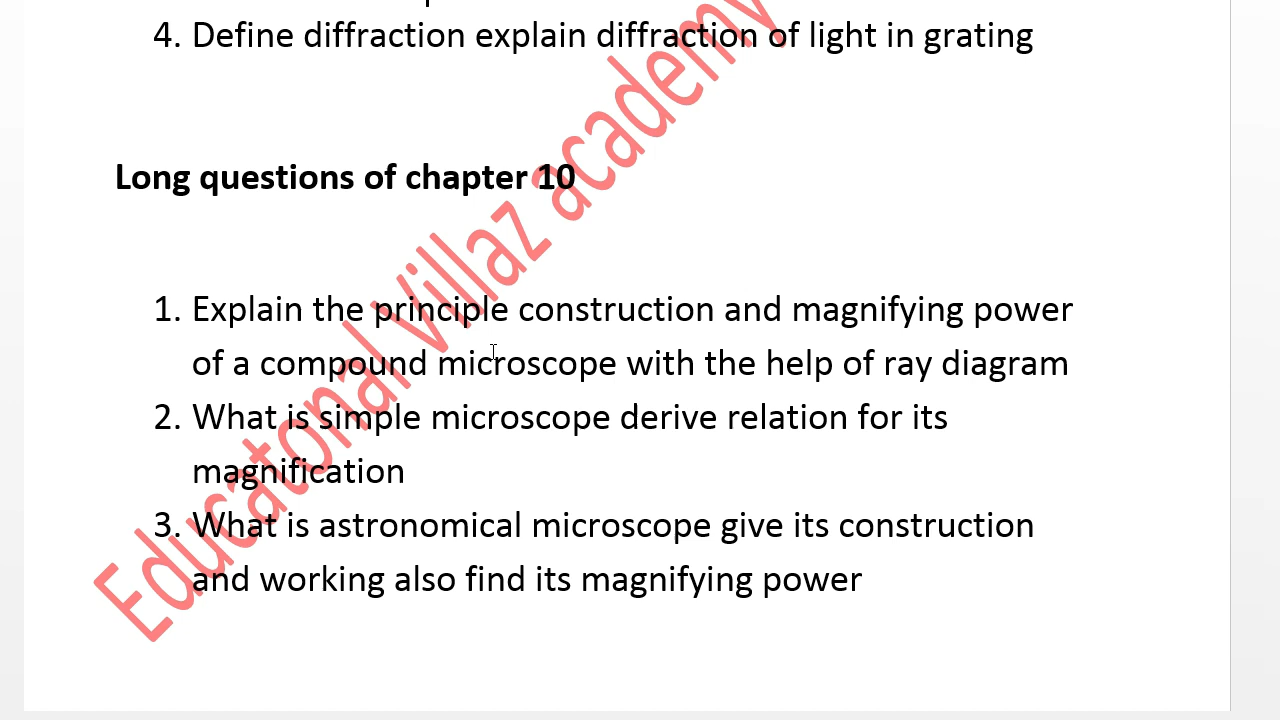 4. Define diffraction explain diffraction of light in grating
Long questions of chapter 10
1. Explain the principle construction and magnifying power
of a compound microscope with the help of ray diagram
2. What is simple microscope derive relation for its
magnification
3. What is astronomical microscope give its construction
and working also find its magnifying power
Educatonal Villaz academy